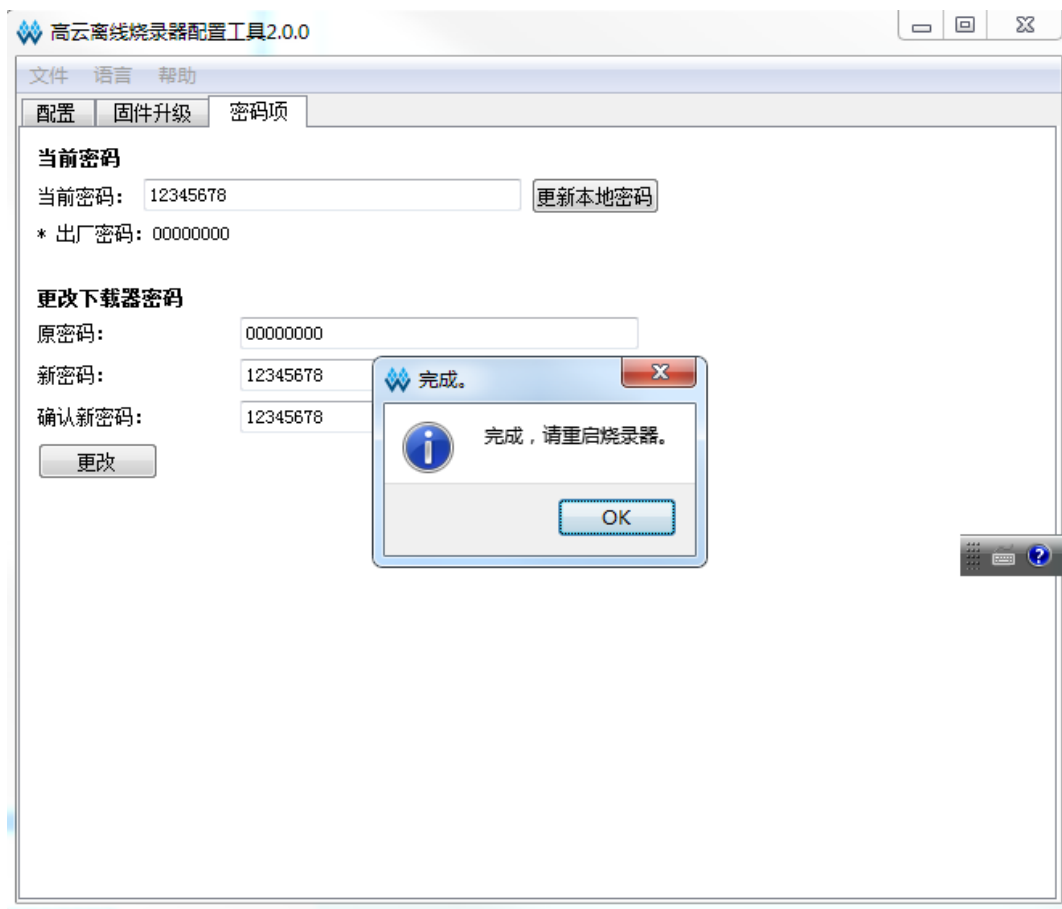 高云离线烧录器配置工具2.0.0
文件 语言 帮助
配置 固件升级 密码项
当前密码
当前密码: 12345678 更新本地密码
* 出厂密码: 00000000
更改下载器密码
原密码: 00000000
新密码: 12345678
确认新密码: 12345678
更改
完成。
完成，请重启烧录器。
OK